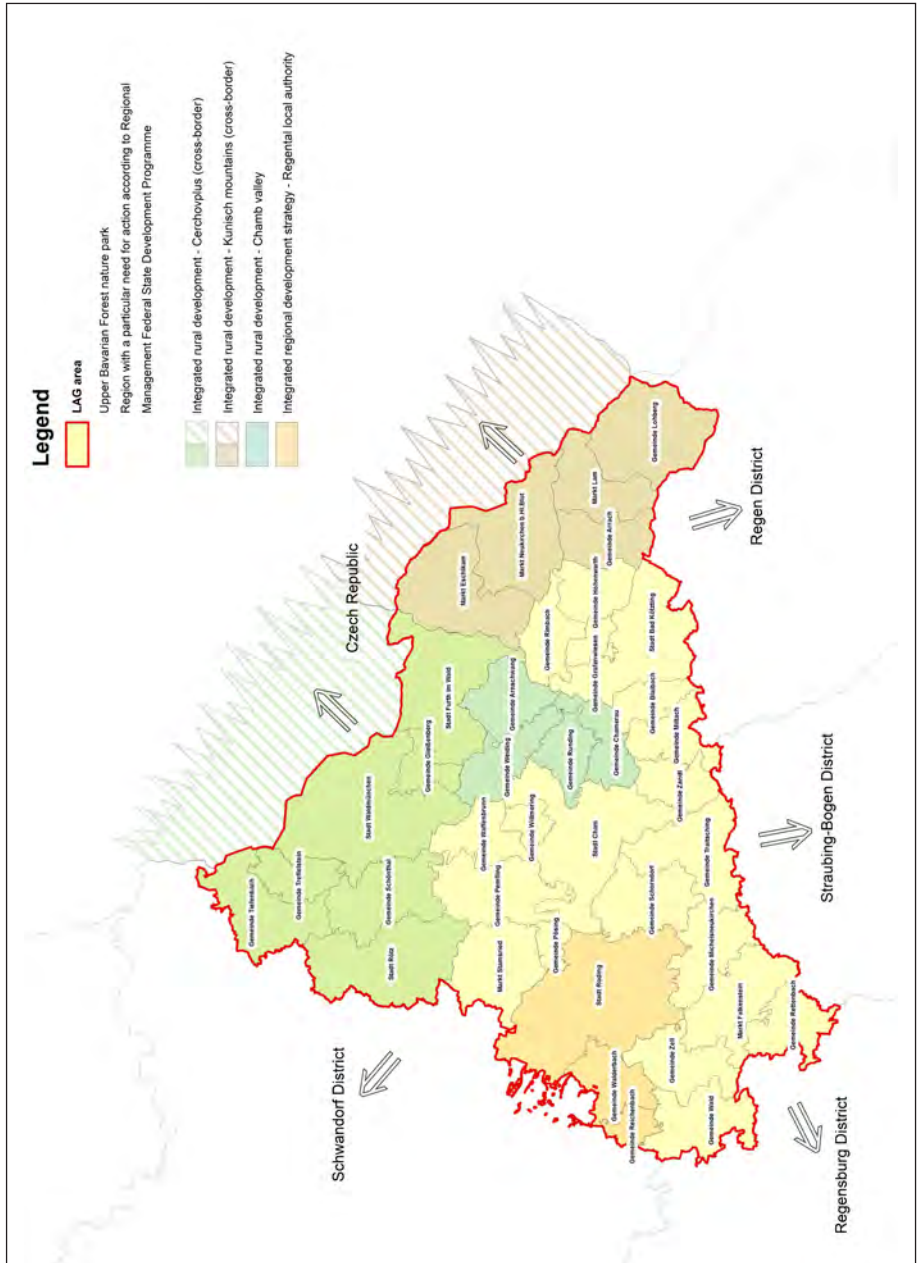 Legend
LAG area
Upper Bavarian Forest nature park
Region with a particular need for action according to Regional
Management Federal State Development Programme
Integrated rural development - Cerchovplus (cross-border)
Integrated rural development - Kunisch mountains (cross-border)
Integrated rural development - Chamb valley
Integrated regional development strategy - Regental local authority
Czech Republic
Schwandorf District
Regensburg District
Straubing-Bogen District
Regen District
Gemeinde Tiefenbach
Gemeinde Treffelstein
Stadt Waldmünchen
Gemeinde Schönthal
Stadt Rötz
Gemeinde Gleißenberg
Stadt Furth im Wald
Markt Eschlkam
Markt Neukirchen b.Hl.Blut
Gemeinde Arnschwang
Gemeinde Weiding
Gemeinde Waffenbrunn
Gemeinde Willmering
Gemeinde Pemfling
Markt Stamsried
Gemeinde Pösing
Stadt Cham
Gemeinde Runding
Gemeinde Chamerau
Gemeinde Rimbach
Gemeinde Grafenwiesen
Gemeinde Hohenwarth
Gemeinde Arrach
Markt Lam
Gemeinde Lohberg
Stadt Bad Kötzting
Gemeinde Blaibach
Gemeinde Miltach
Gemeinde Zandt
Gemeinde Traitsching
Gemeinde Schorndorf
Gemeinde Michelsneukirchen
Stadt Roding
Gemeinde Walderbach
Gemeinde Reichenbach
Gemeinde Zell
Gemeinde Wald
Markt Falkenstein
Gemeinde Rettenbach